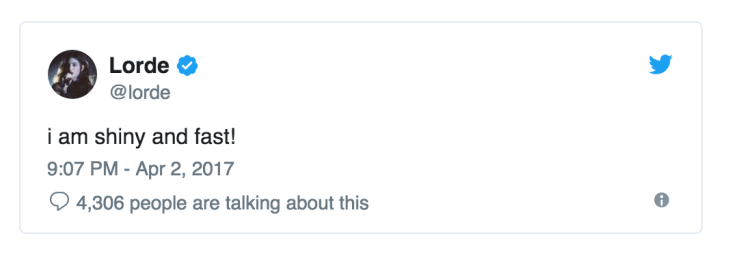 Lorde
@lorde
i am shiny and fast!
9:07 PM - Apr 2, 2017
4,306 people are talking about this